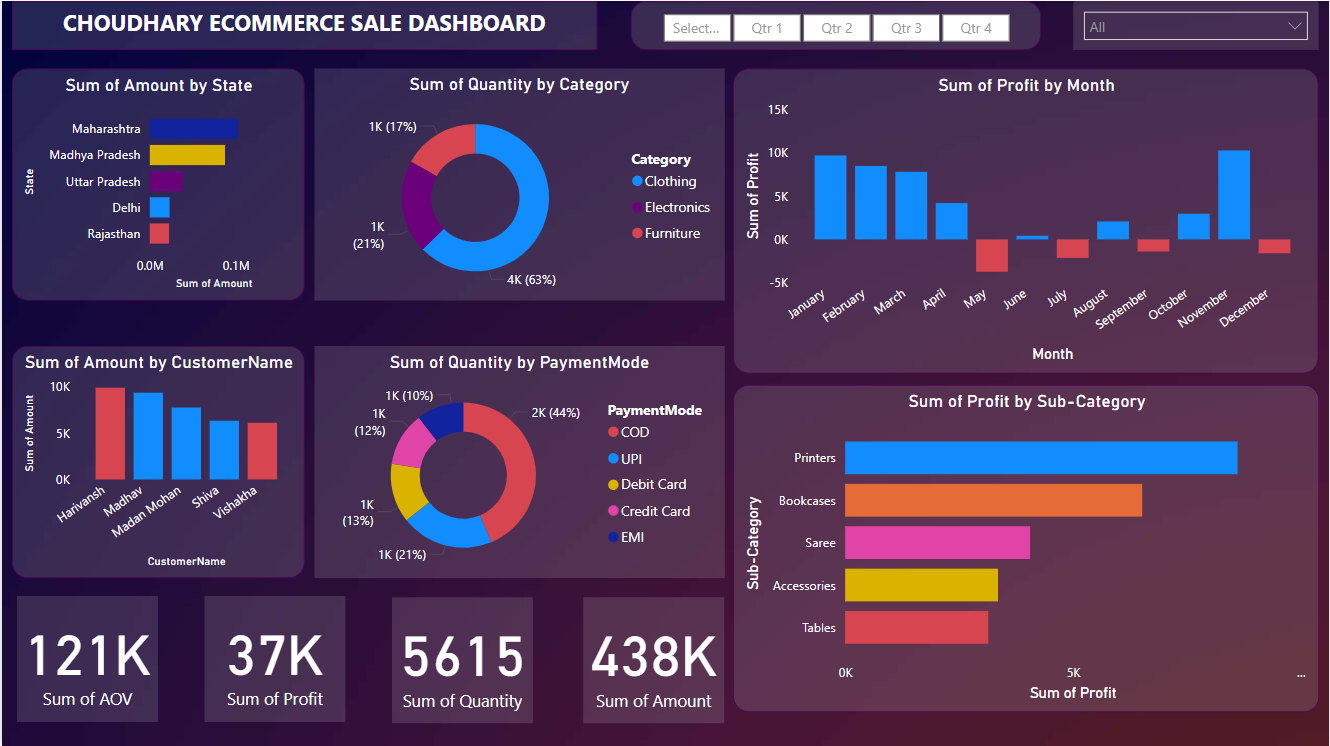 CHOUDHARY ECOMMERCE SALE DASHBOARD
Select...
Qtr 1
Qtr 2
Qtr 3
Qtr 4
All
Sum of Amount by State
State
Maharashtra
Madhya Pradesh
Uttar Pradesh
Delhi
Rajasthan
0.0M
0.1M
Sum of Amount
Sum of Quantity by Category
1K (17%)
1K
(21%)
4K (63%)
Category
Clothing
Electronics
Furniture
Sum of Profit by Month
Sum of Profit
15K
10K
5K
0K
-5K
January
February
March
April
May
June
July
August
September
October
November
December
Month
Sum of Amount by CustomerName
Sum of Amount
10K
5K
0K
Harivansh
Madhav
Madan Mohan
Shiva
Vishakha
CustomerName
Sum of Quantity by PaymentMode
1K (10%)
1K
(12%)
1K
(13%)
1K (21%)
2K (44%)
PaymentMode
COD
UPI
Debit Card
Credit Card
EMI
Sum of Profit by Sub-Category
Sub-Category
Printers
Bookcases
Saree
Accessories
Tables
0K
5K
...
Sum of Profit
121K
Sum of AOV
37K
Sum of Profit
5615
Sum of Quantity
438K
Sum of Amount